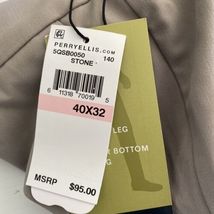 PERRYELLIS.COM
5QSB0050 140
STONE
6 11318 70019 5
40X32
MSRP $95.00
LEG
BOTTOM